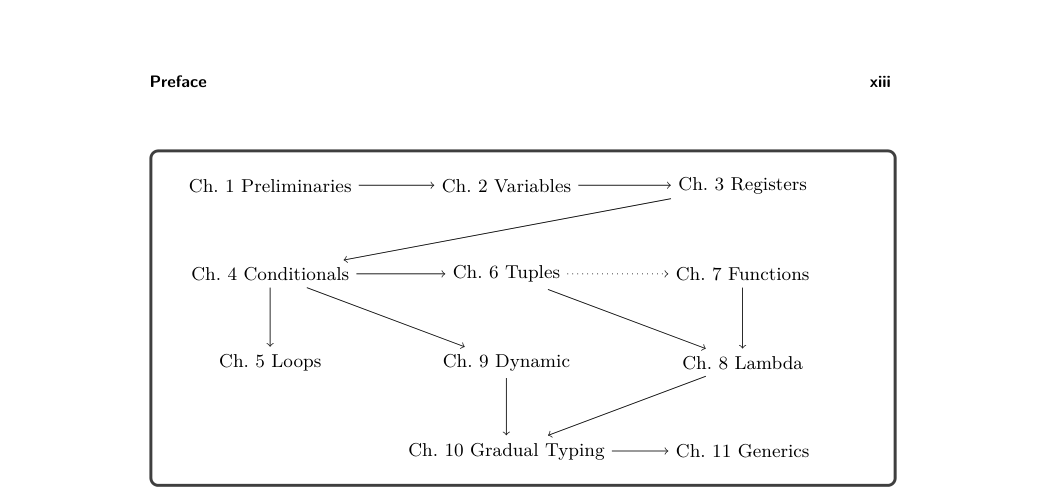 Preface xiii
Ch. 1 Preliminaries Ch. 2 Variables Ch. 3 Registers
Ch. 4 Conditionals Ch. 6 Tuples Ch. 7 Functions
Ch. 5 Loops Ch. 9 Dynamic Ch. 8 Lambda
Ch. 10 Gradual Typing Ch. 11 Generics